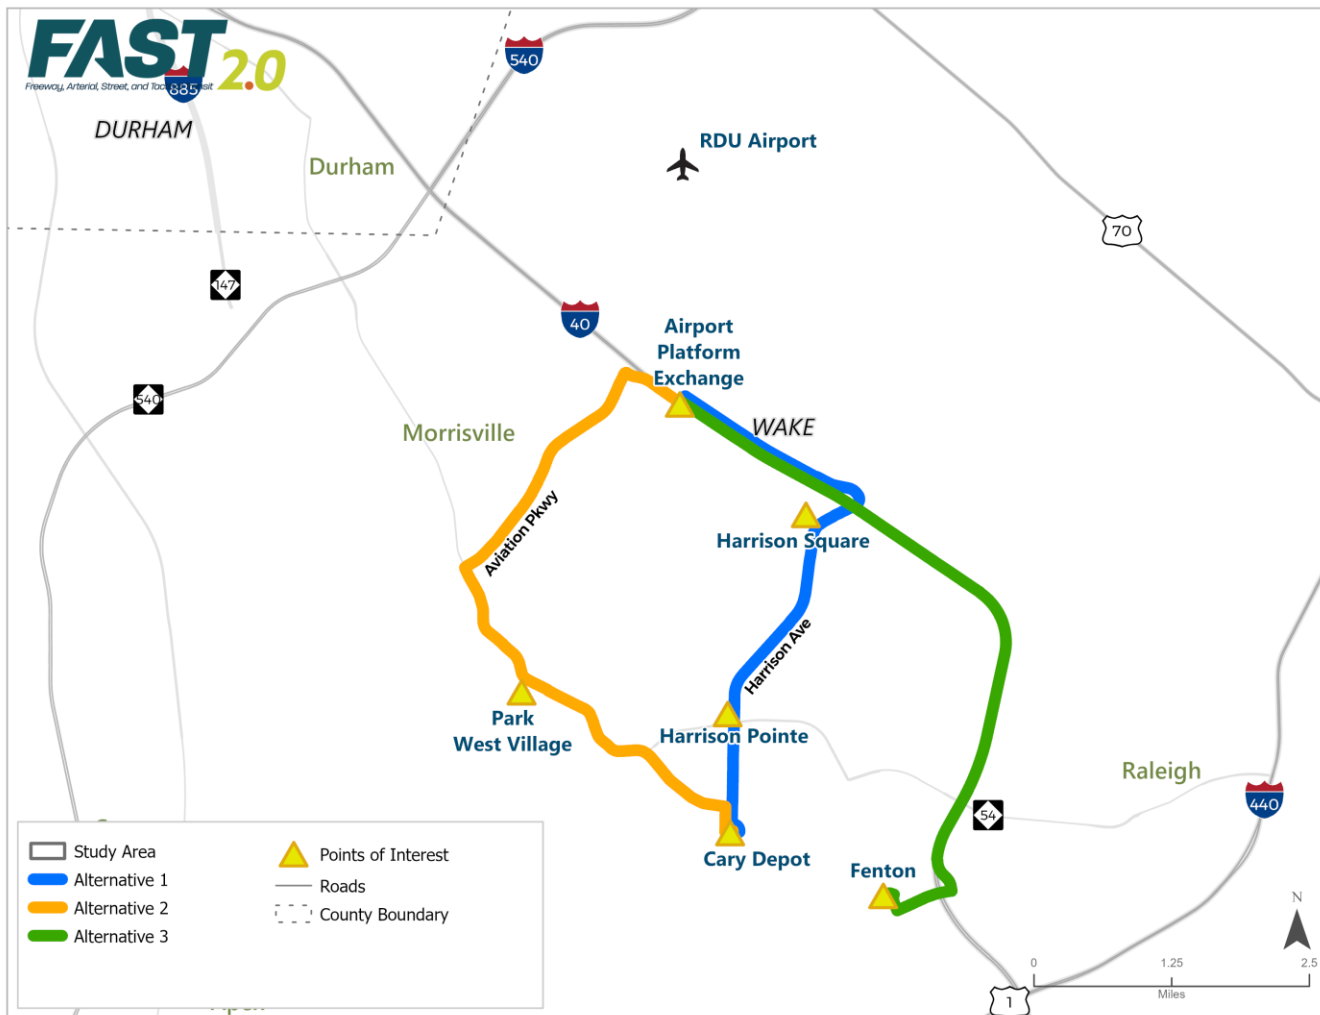 FAST 2.0
Freeway, Arterial, Street, and
885
540
DURHAM
Durham
RDU Airport
70
147
40
Airport
Platform
Exchange
540
WAKE
Morrisville
Aviation Pkwy
Harrison Square
Harrison Ave
Park
West Village
Harrison Pointe
Raleigh
440
54
Cary Depot
Fenton
Study Area
Alternative 1
Alternative 2
Alternative 3
Points of Interest
Roads
County Boundary
N
0 1.25 2.5
Miles
1